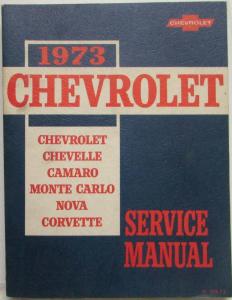 CHEVROLET
1973
CHEVROLET
CHEVROLET
CHEVELLE
CAMARO
MONTE CARLO
NOVA
CORVETTE
SERVICE
MANUAL